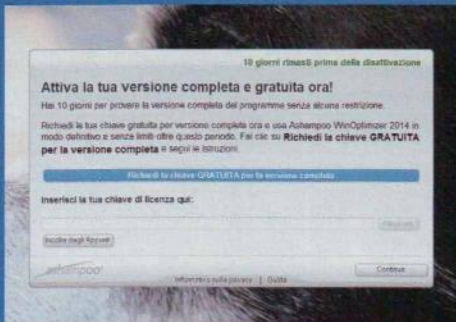 10 giorni rimasti prima della disattivazione
Attiva la tua versione completa e gratuita ora!
Hai 10 giorni per provare la versione completa del programma senza alcuna restrizione.
Richiedi la tua chiave gratuita per versione completa ora e usa Ashampoo WinOptimizer 2014 in
modo definitivo e senza limiti oltre questo periodo. Fai clic su Richiedi la chiave GRATUITA
per la versione completa e segui le istruzioni.
Richiedi la chiave GRATUITA per la versione completa
Inserisci la tua chiave di licenza qui:
Incolla dagli Appunti
ashampoo
Informativa sulla privacy | Guida
Continua